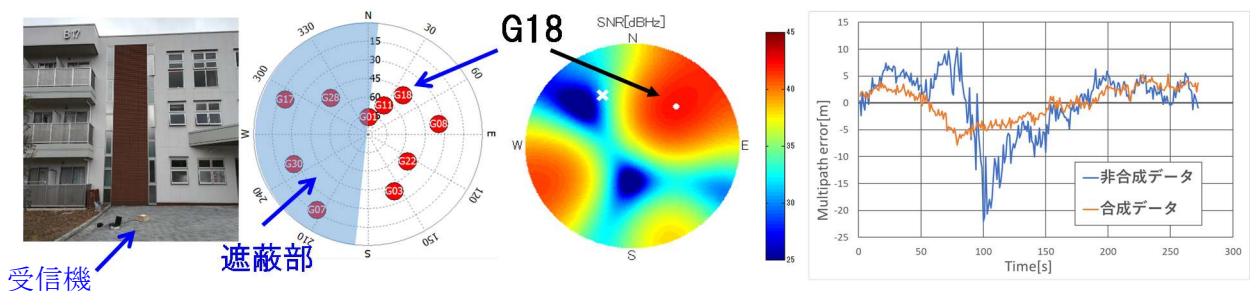 B17
受信機
N
30
60
E
120
150
S
210
240
W
300
330
15
30
45
60
G17
G28
G01
G11
G18
G08
G22
G03
G30
G07
遮蔽部
G18
SNR[dBHz]
N
W
E
S
45
40
35
30
25
Multipath error[m]
15
10
5
0
-5
-10
-15
-20
-25
0
50
100
150
200
250
300
Time[s]
非合成データ
合成データ